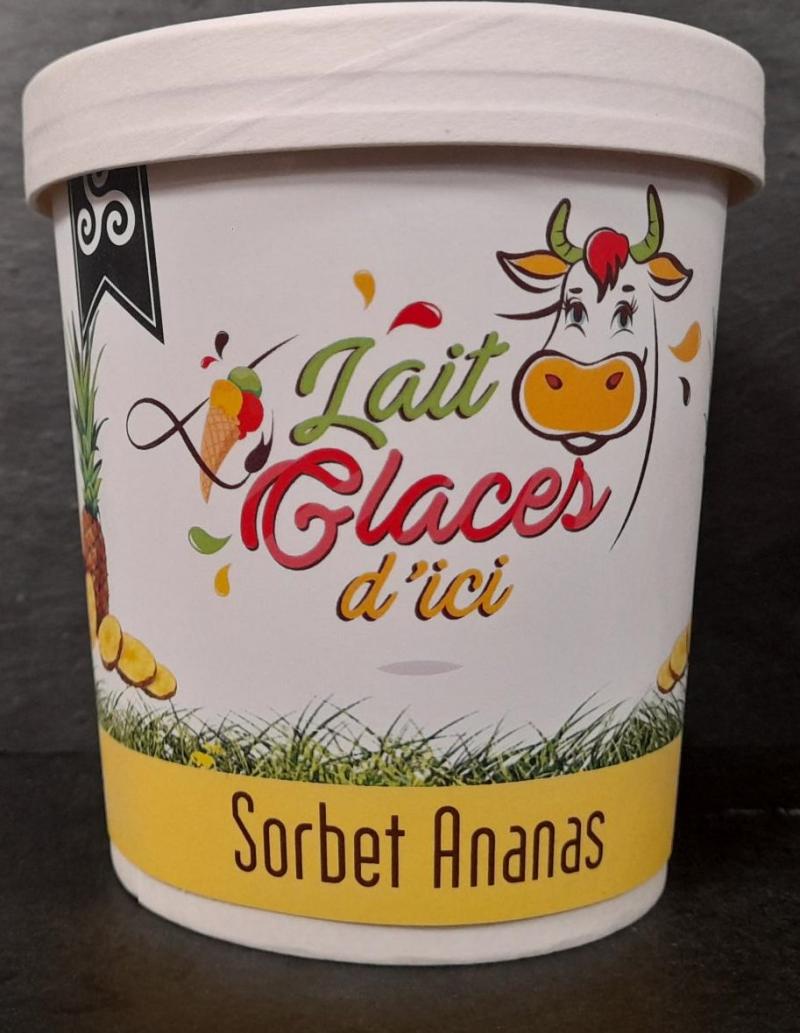 Lait
Glaces
d'ici
Sorbet Ananas